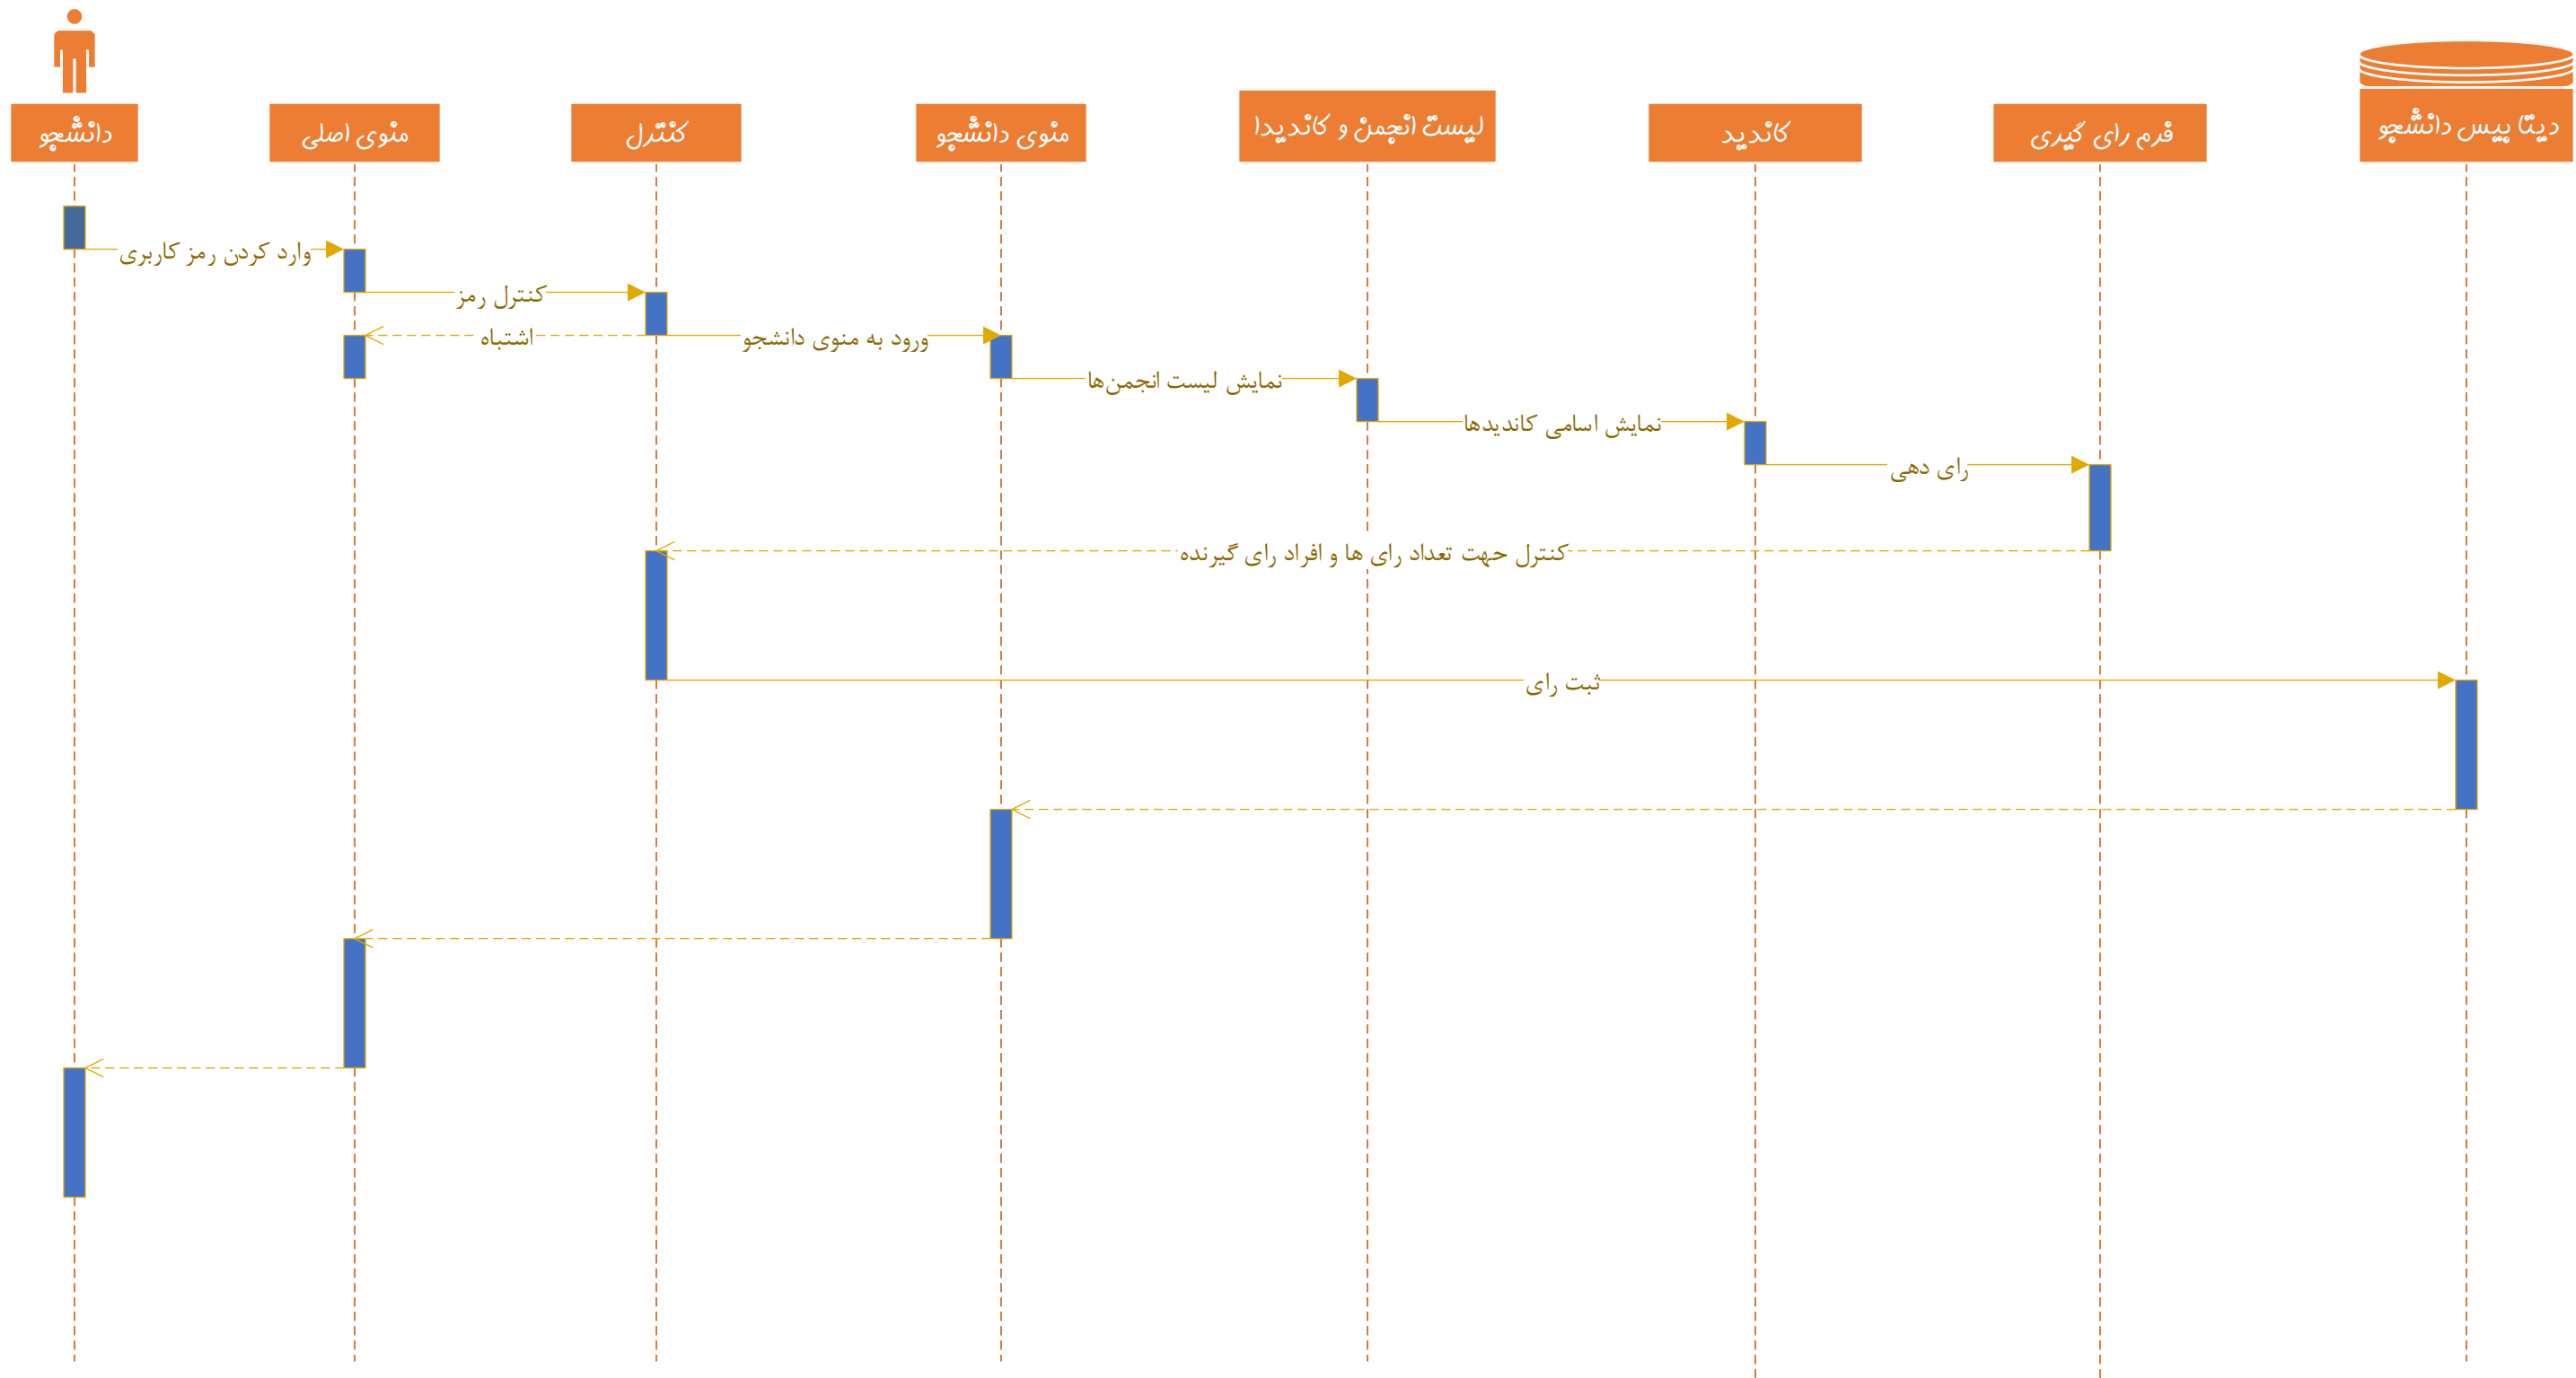 دانشجو
منوی اصلی
کنترل
منوی دانشجو
لیست انجمن و کاندیدا
کاندید
فرم رای گیری
دیتا بیس دانشجو
وارد کردن رمز کاربری
کنترل رمز
اشتباه
ورود به منوی دانشجو
نمایش لیست انجمن‌ها
نمایش اسامی کاندیدها
رای دهی
کنترل حهت تعداد رای ها و افراد رای گیرنده
ثبت رای